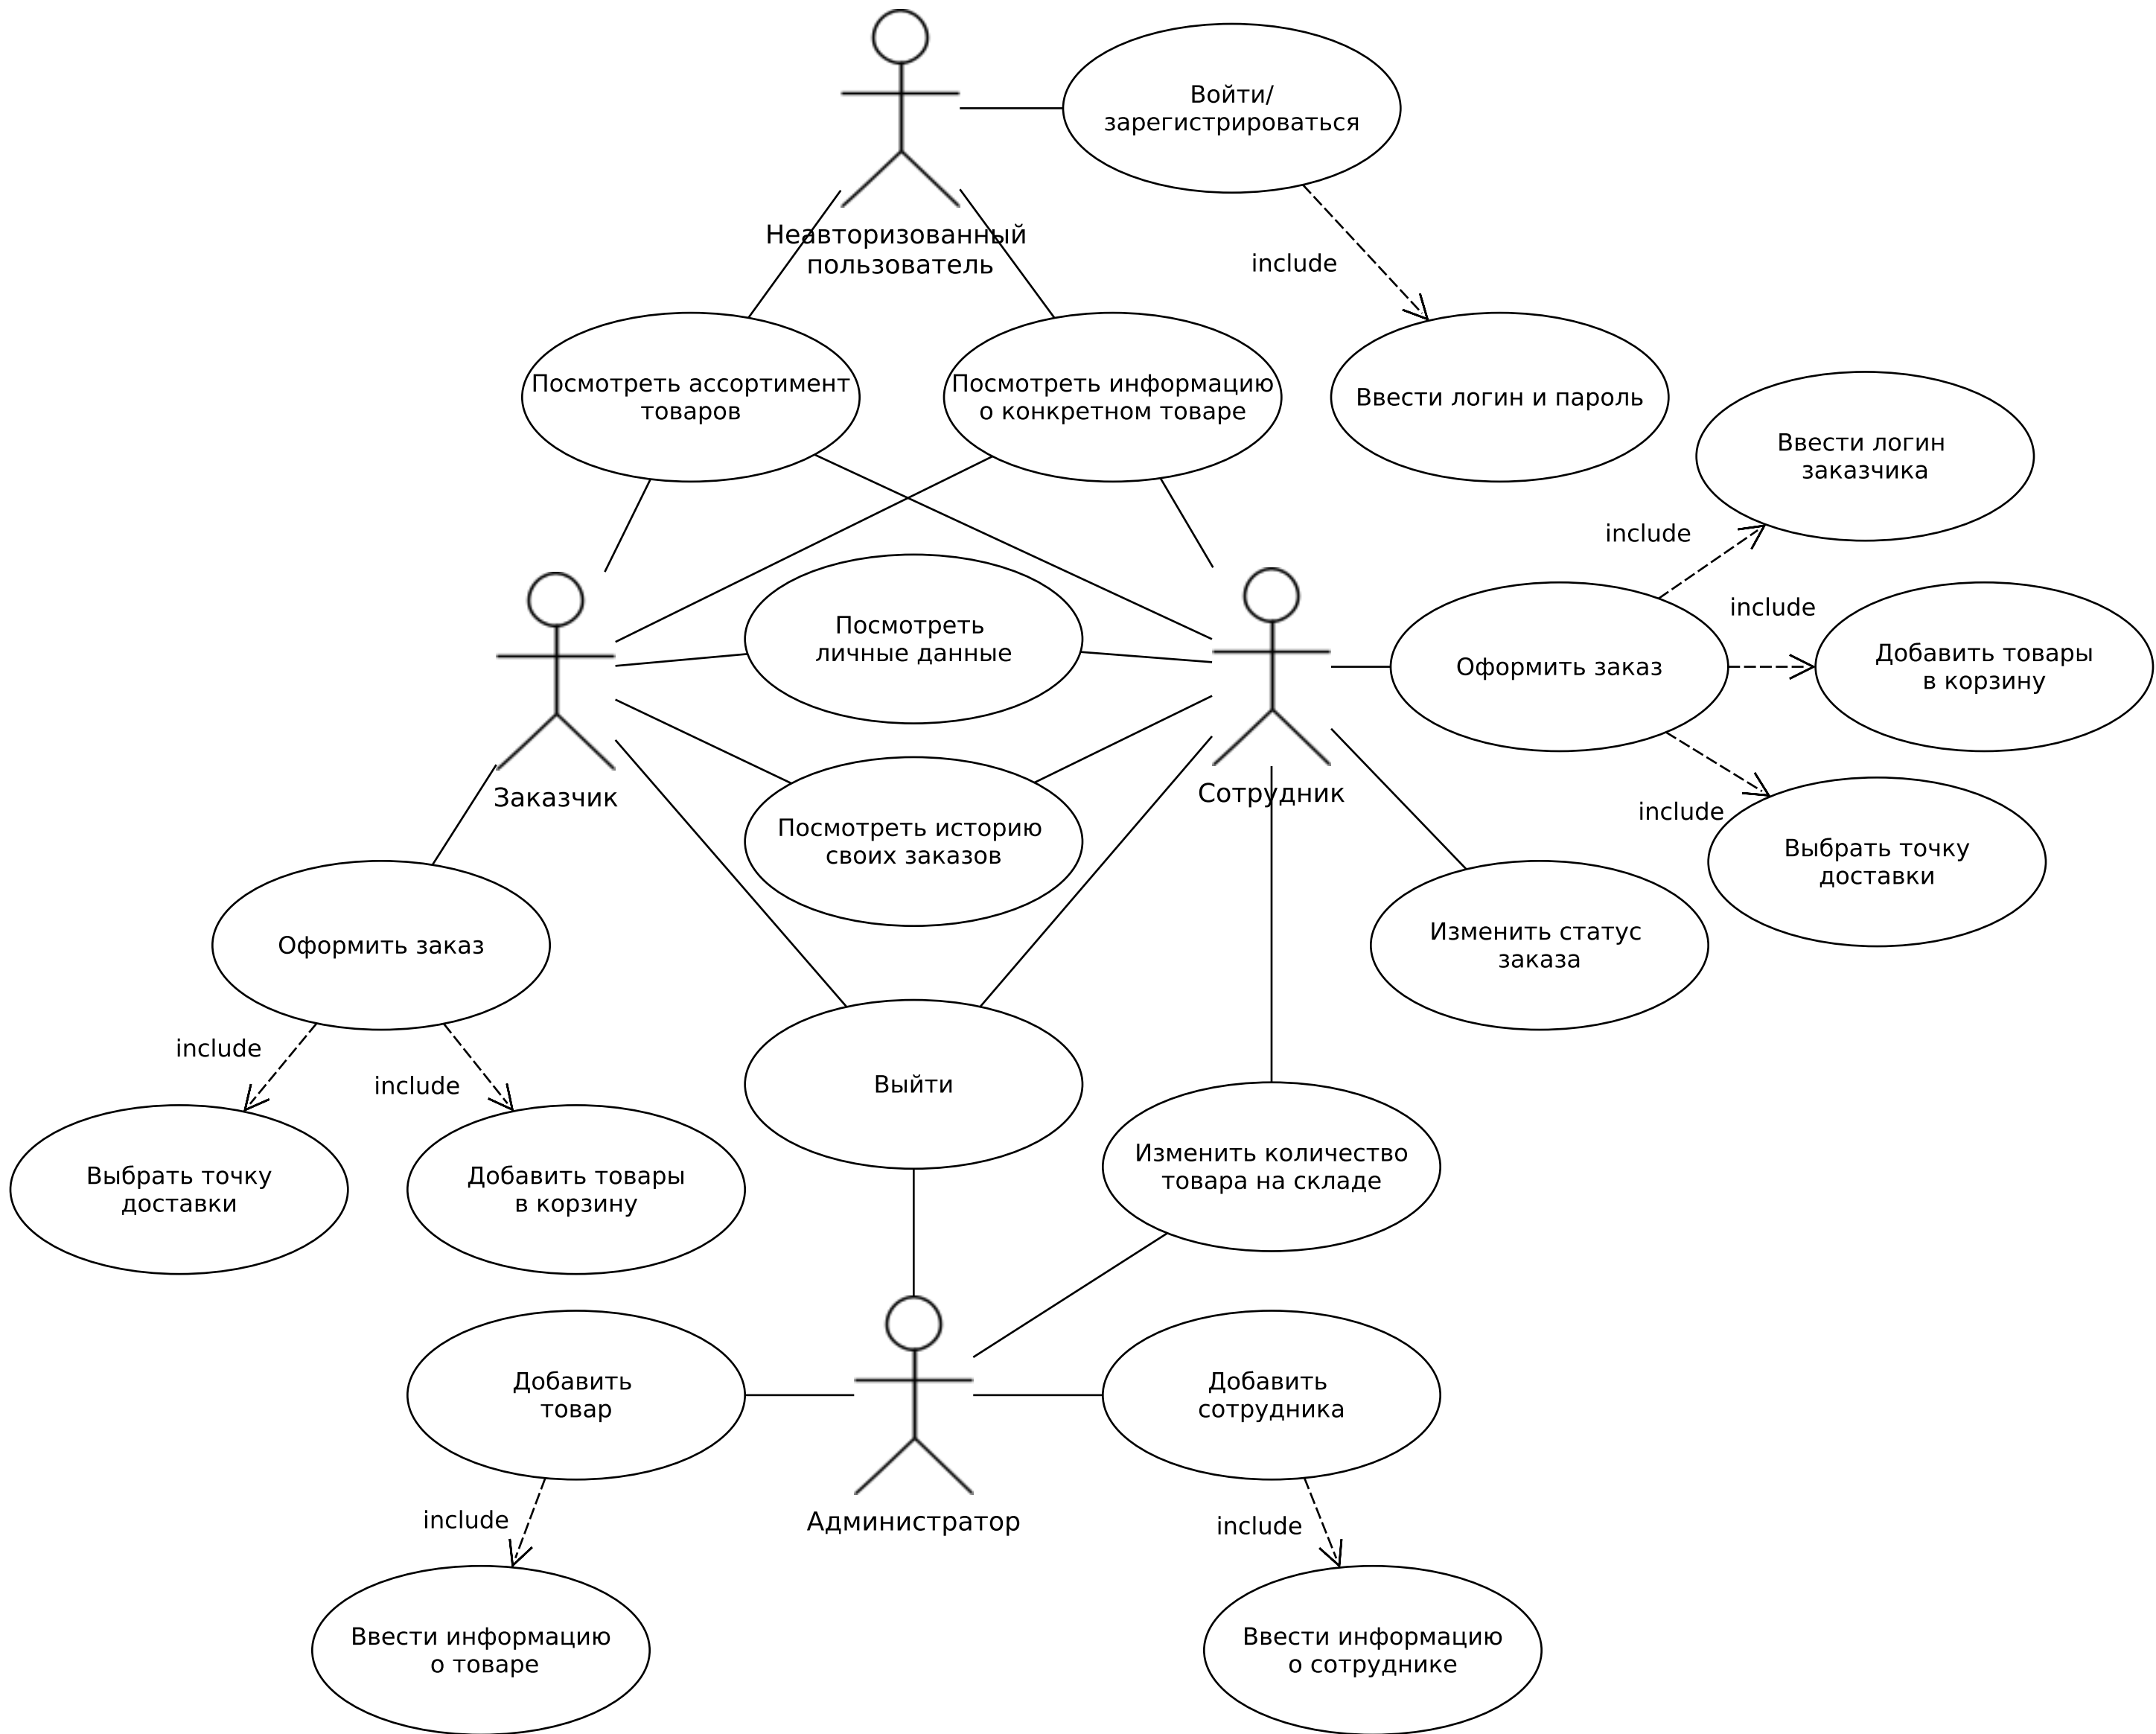 Войти/
зарегистрироваться
Неавторизованный
пользователь
include
Посмотреть ассортимент
товаров
Посмотреть информацию
о конкретном товаре
Ввести логин и пароль
Ввести логин
заказчика
include
include
Посмотреть
личные данные
Оформить заказ
Добавить товары
в корзину
Заказчик
Сотрудник
include
Посмотреть историю
своих заказов
Выбрать точку
доставки
Оформить заказ
Изменить статус
заказа
include
include
Выйти
Выбрать точку
доставки
Добавить товары
в корзину
Изменить количество
товара на складе
Добавить
товар
Добавить
сотрудника
include
Администратор
include
Ввести информацию
о товаре
Ввести информацию
о сотруднике